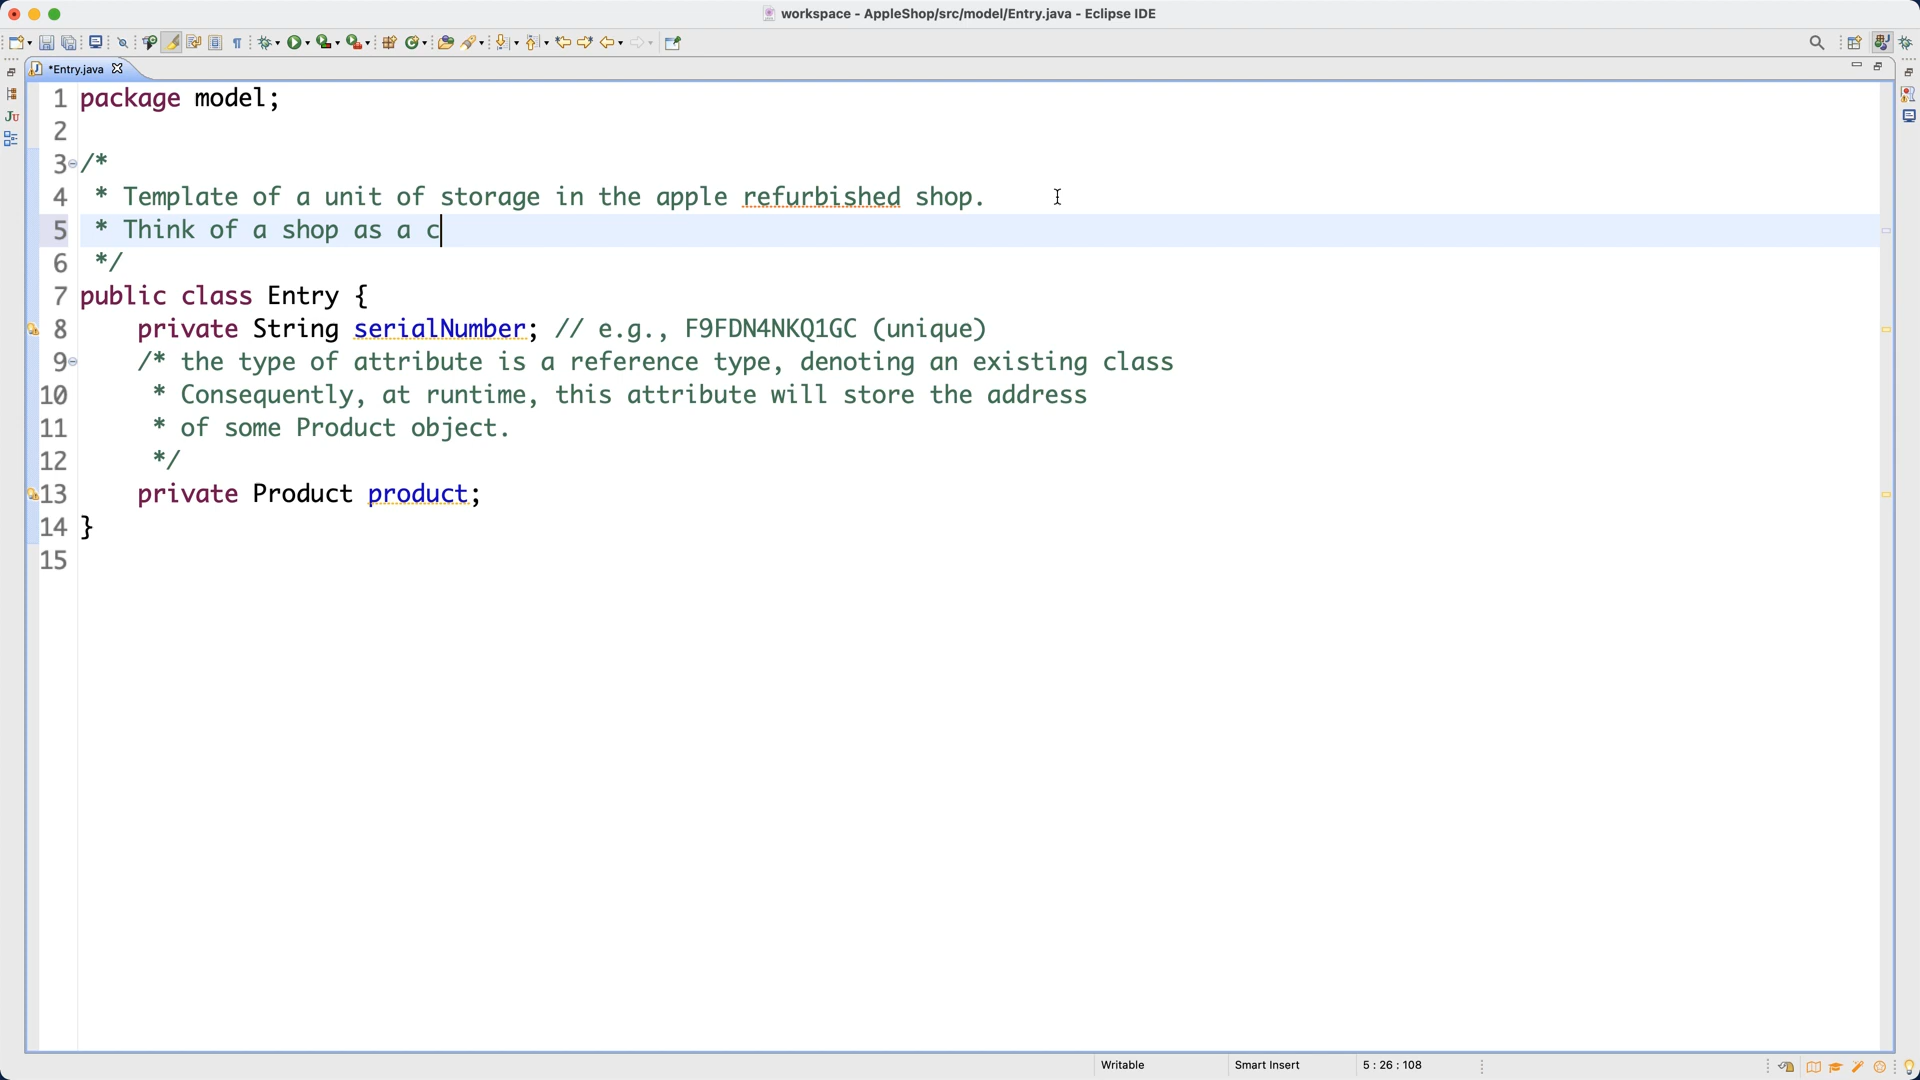 workspace - AppleShop/src/model/Entry.java - Eclipse IDE
*Entry.java
1 package model;
2
3 /*
4  * Template of a unit of storage in the apple refurbished shop.
5  * Think of a shop as a c
6  */
7 public class Entry {
8     private String serialNumber; // e.g., F9FDN4NKQ1GC (unique)
9     /* the type of attribute is a reference type, denoting an existing class
10      * Consequently, at runtime, this attribute will store the address
11      * of some Product object.
12      */
13     private Product product;
14 }
15
Writable Smart Insert 5 : 26 : 108